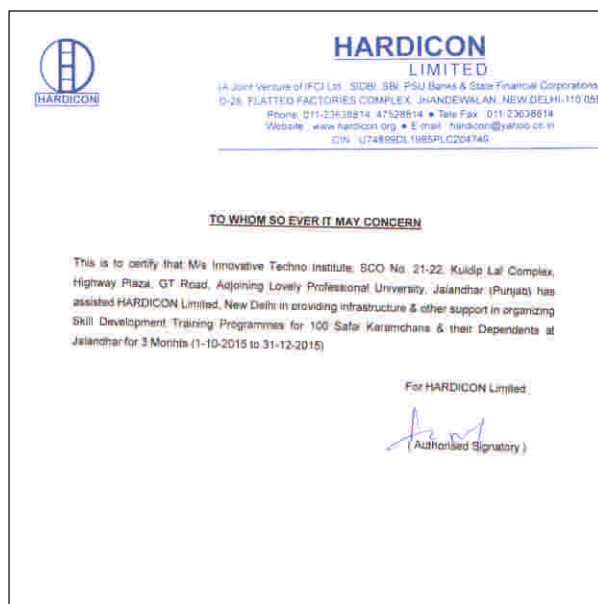 HARDICON
HARDICON
LIMITED
(A Joint Venture of IFCI Ltd., SIDBI, SBI, PSU Banks & State Financial Corporations
D-28, FLATTED FACTORIES COMPLEX, JHANDEWALAN, NEW DELHI-110 055
Phone: 011-23638814, 47528814 ● Tele Fax : 011-23638814
Website : www.hardicon.org ● E-mail : hardicon@yahoo.co.in
CIN : U74899DL1985PLC204749
TO WHOM SO EVER IT MAY CONCERN
This is to certify that M/s Innovative Techno Institute, SCO No. 21-22, Kuldip Lal Complex,
Highway Plaza, GT Road, Adjoining Lovely Professional University, Jalandhar (Punjab) has
assisted HARDICON Limited, New Delhi in providing infrastructure & other support in organizing
Skill Development Training Programmes for 100 Safai Karamcharis & their Dependents at
Jalandhar for 3 Months (1-10-2015 to 31-12-2015)
For HARDICON Limited
( Authorised Signatory )